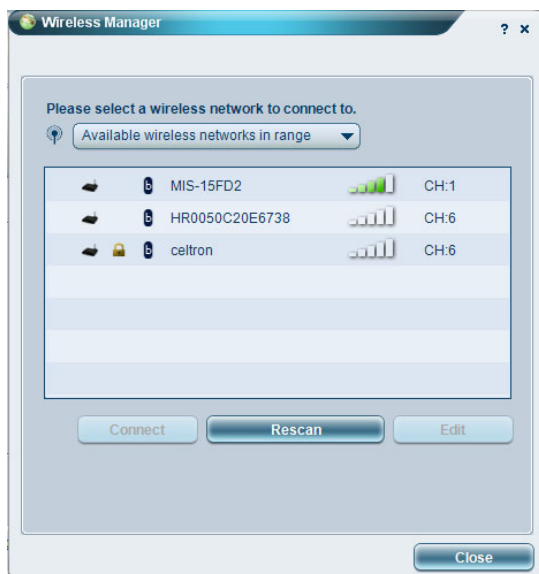 Wireless Manager
? x
Please select a wireless network to connect to.
Available wireless networks in range
b MIS-15FD2 CH:1
b HR0050C20E6738 CH:6
b celtron CH:6
Connect Rescan Edit
Close